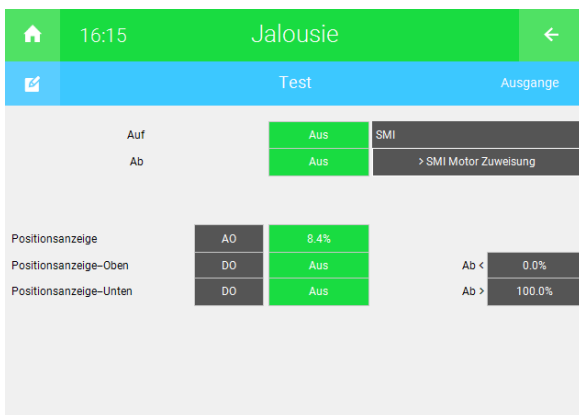 16:15 Jalousie
Test Ausgange
Auf Aus SMI
Ab Aus > SMI Motor Zuweisung
Positionsanzeige AO 8.4%
Positionsanzeige-Oben DO Aus Ab < 0.0%
Positionsanzeige-Unten DO Aus Ab > 100.0%